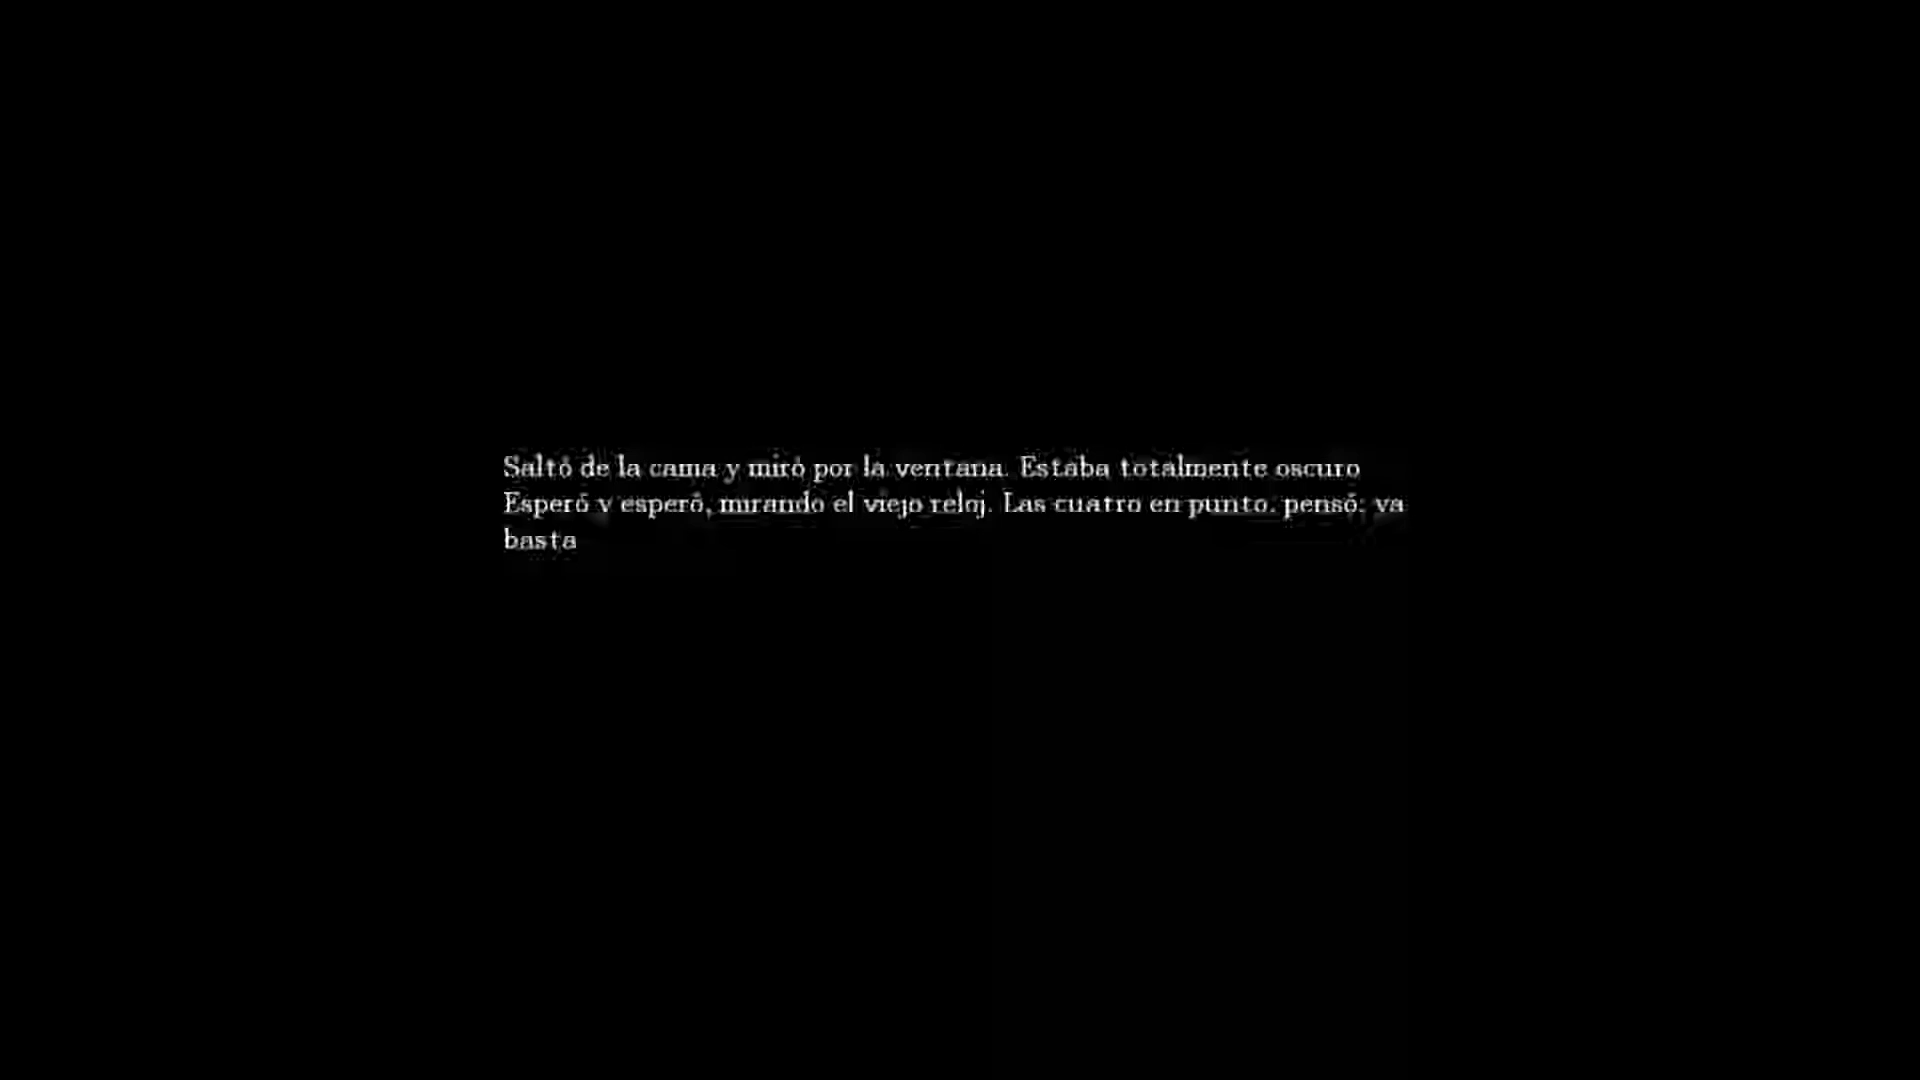 Saltó de la cama y miró por la ventana. Estaba totalmente oscuro
Esperó y esperó, mirando el viejo reloj. Las cuatro en punto, pensó; ya
basta